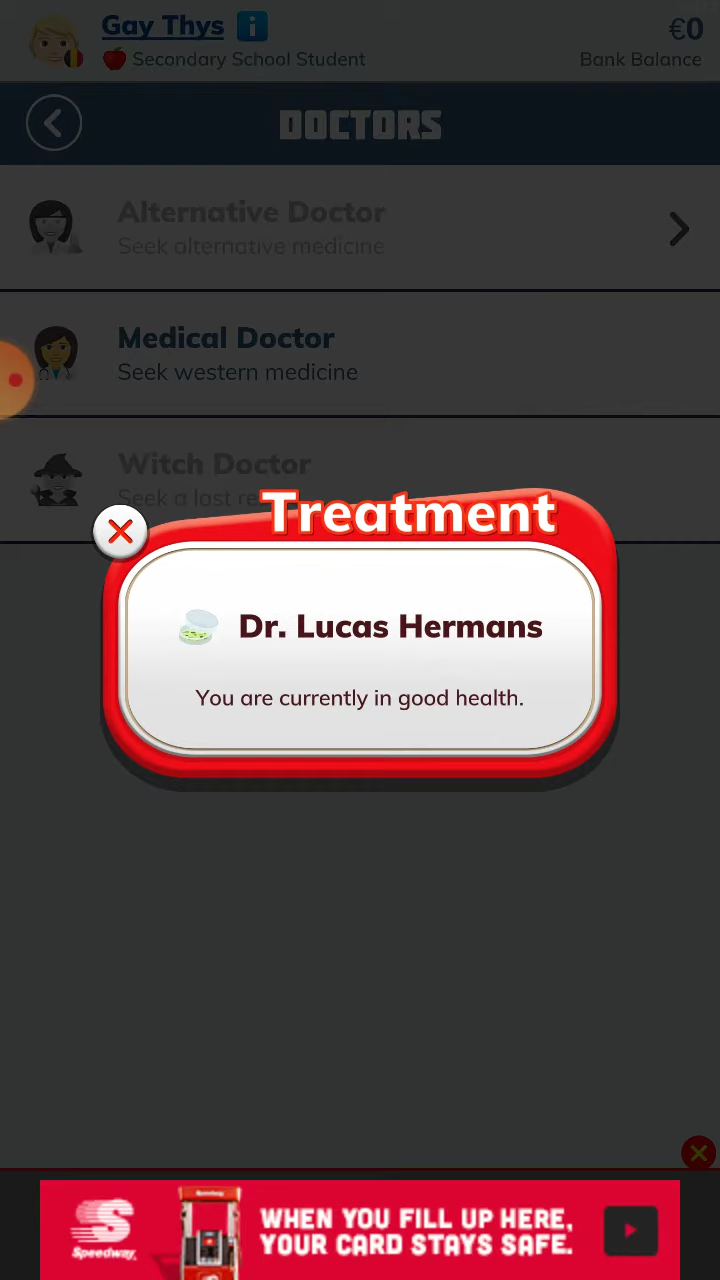 Gay Thys
€0
Secondary School Student
Bank Balance
DOCTORS
Alternative Doctor
Seek alternative medicine
Medical Doctor
Seek western medicine
Witch Doctor
Seek a last re
Treatment
Dr. Lucas Hermans
You are currently in good health.
Speedway
WHEN YOU FILL UP HERE,
YOUR CARD STAYS SAFE.
Speedway